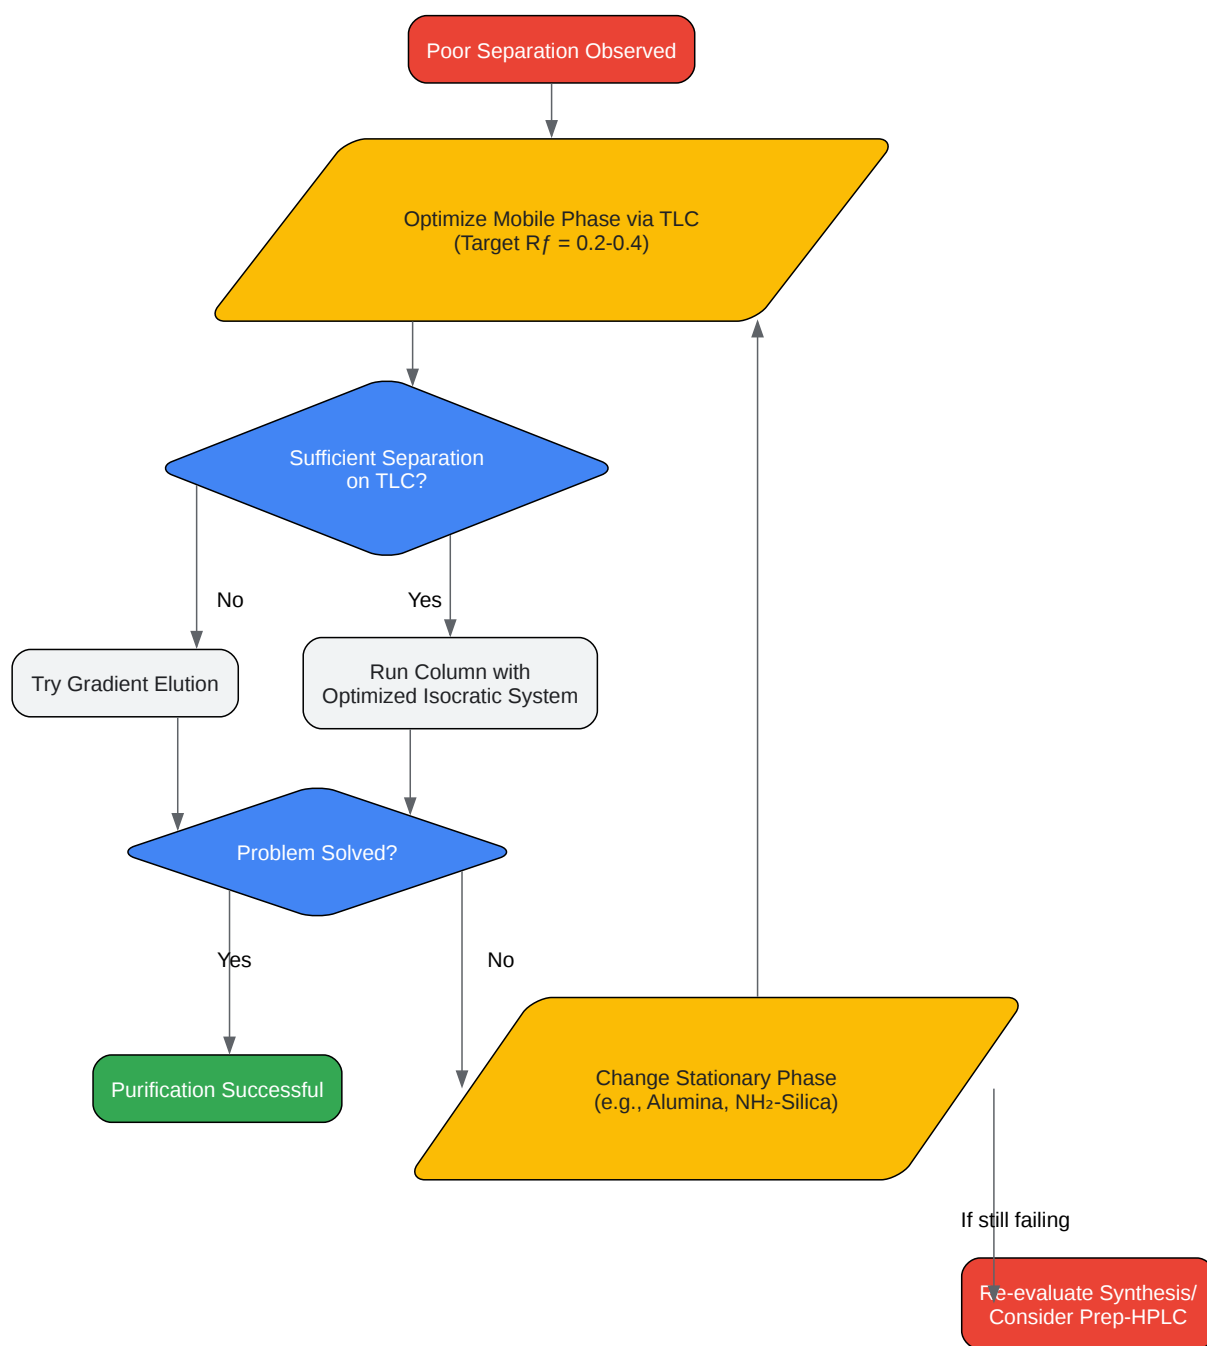 Poor Separation Observed
Optimize Mobile Phase via TLC
(Target Rƒ = 0.2-0.4)
Sufficient Separation
on TLC?
No
Yes
Try Gradient Elution
Run Column with
Optimized Isocratic System
Problem Solved?
Yes
No
Purification Successful
Change Stationary Phase
(e.g., Alumina, NH₂-Silica)
If still failing
Re-evaluate Synthesis/
Consider Prep-HPLC